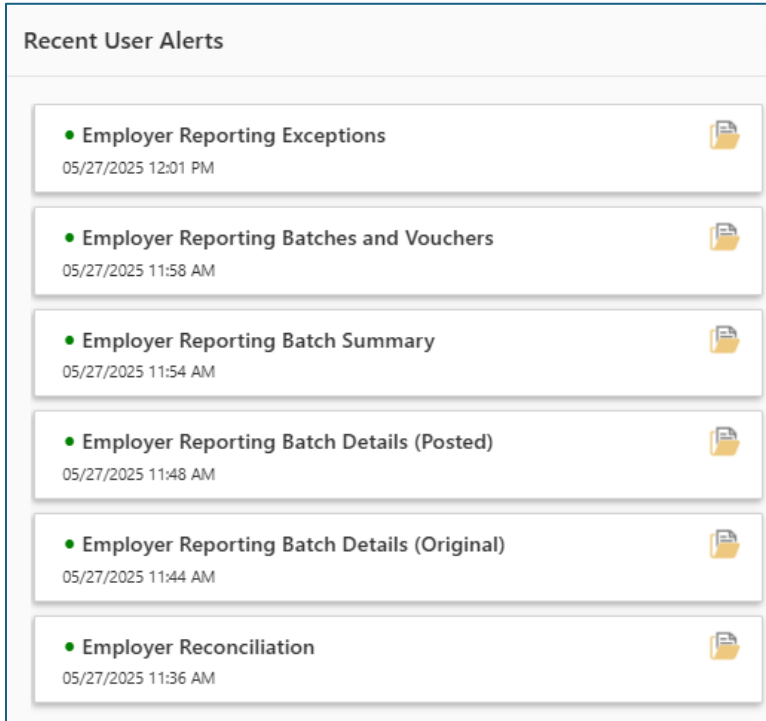 Recent User Alerts
Employer Reporting Exceptions
05/27/2025 12:01 PM
Employer Reporting Batches and Vouchers
05/27/2025 11:58 AM
Employer Reporting Batch Summary
05/27/2025 11:54 AM
Employer Reporting Batch Details (Posted)
05/27/2025 11:48 AM
Employer Reporting Batch Details (Original)
05/27/2025 11:44 AM
Employer Reconciliation
05/27/2025 11:36 AM